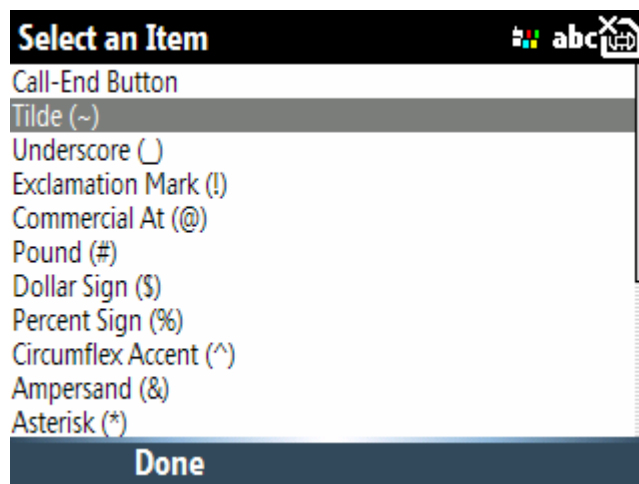 Select an Item abc
Call-End Button
Tilde (~)
Underscore (_)
Exclamation Mark (!)
Commercial At (@)
Pound (#)
Dollar Sign ($)
Percent Sign (%)
Circumflex Accent (^)
Ampersand (&)
Asterisk (*)
Done